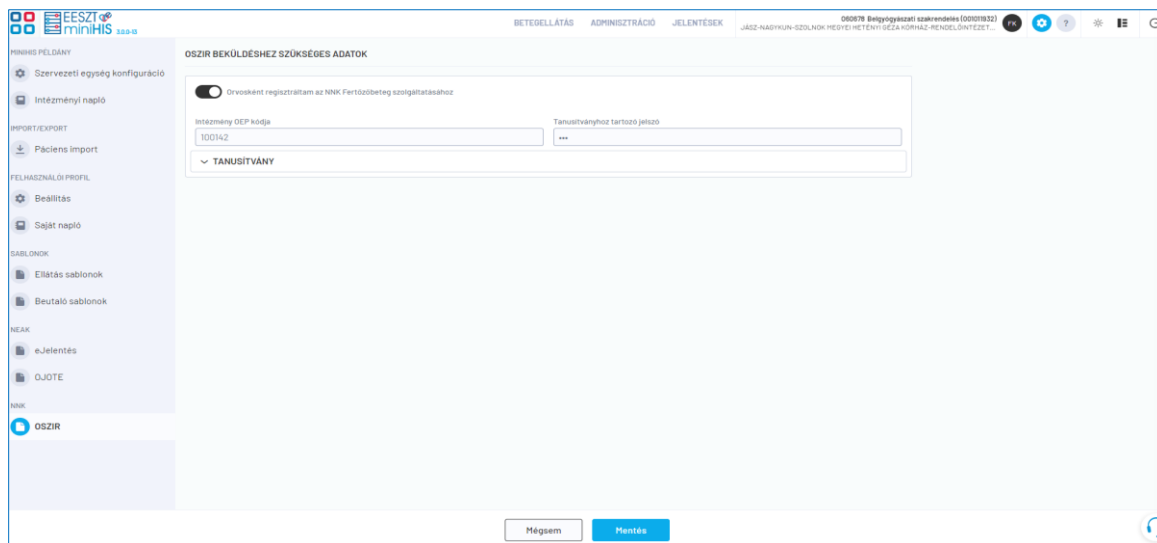 EESZT
miniHIS 3.0.0-13
BETEGELLÁTÁS ADMINISZTRÁCIÓ JELENTÉSEK
060876 Belgyógyászati szakrendelés (001011932)
JÁSZ-NAGYKUN-SZOLNOK MEGYEI HETÉNYI GÉZA KÓRHÁZ-RENDELŐINTÉZET...
FK
?
MINIHIS PÉLDÁNY
Szervezeti egység konfiguráció
Intézményi napló
IMPORT/EXPORT
Páciens import
FELHASZNÁLÓI PROFIL
Beállítás
Saját napló
SABLONOK
Ellátás sablonok
Beutaló sablonok
NEAK
eJelentés
OJOTE
NNK
OSZIR
OSZIR BEKÜLDÉSHEZ SZÜKSÉGES ADATOK
Orvosként regisztráltam az NNK Fertőzőbeteg szolgáltatásához
Intézmény OEP kódja
100142
Tanusítványhoz tartozó jelszó
•••
TANUSÍTVÁNY
Mégsem
Mentés